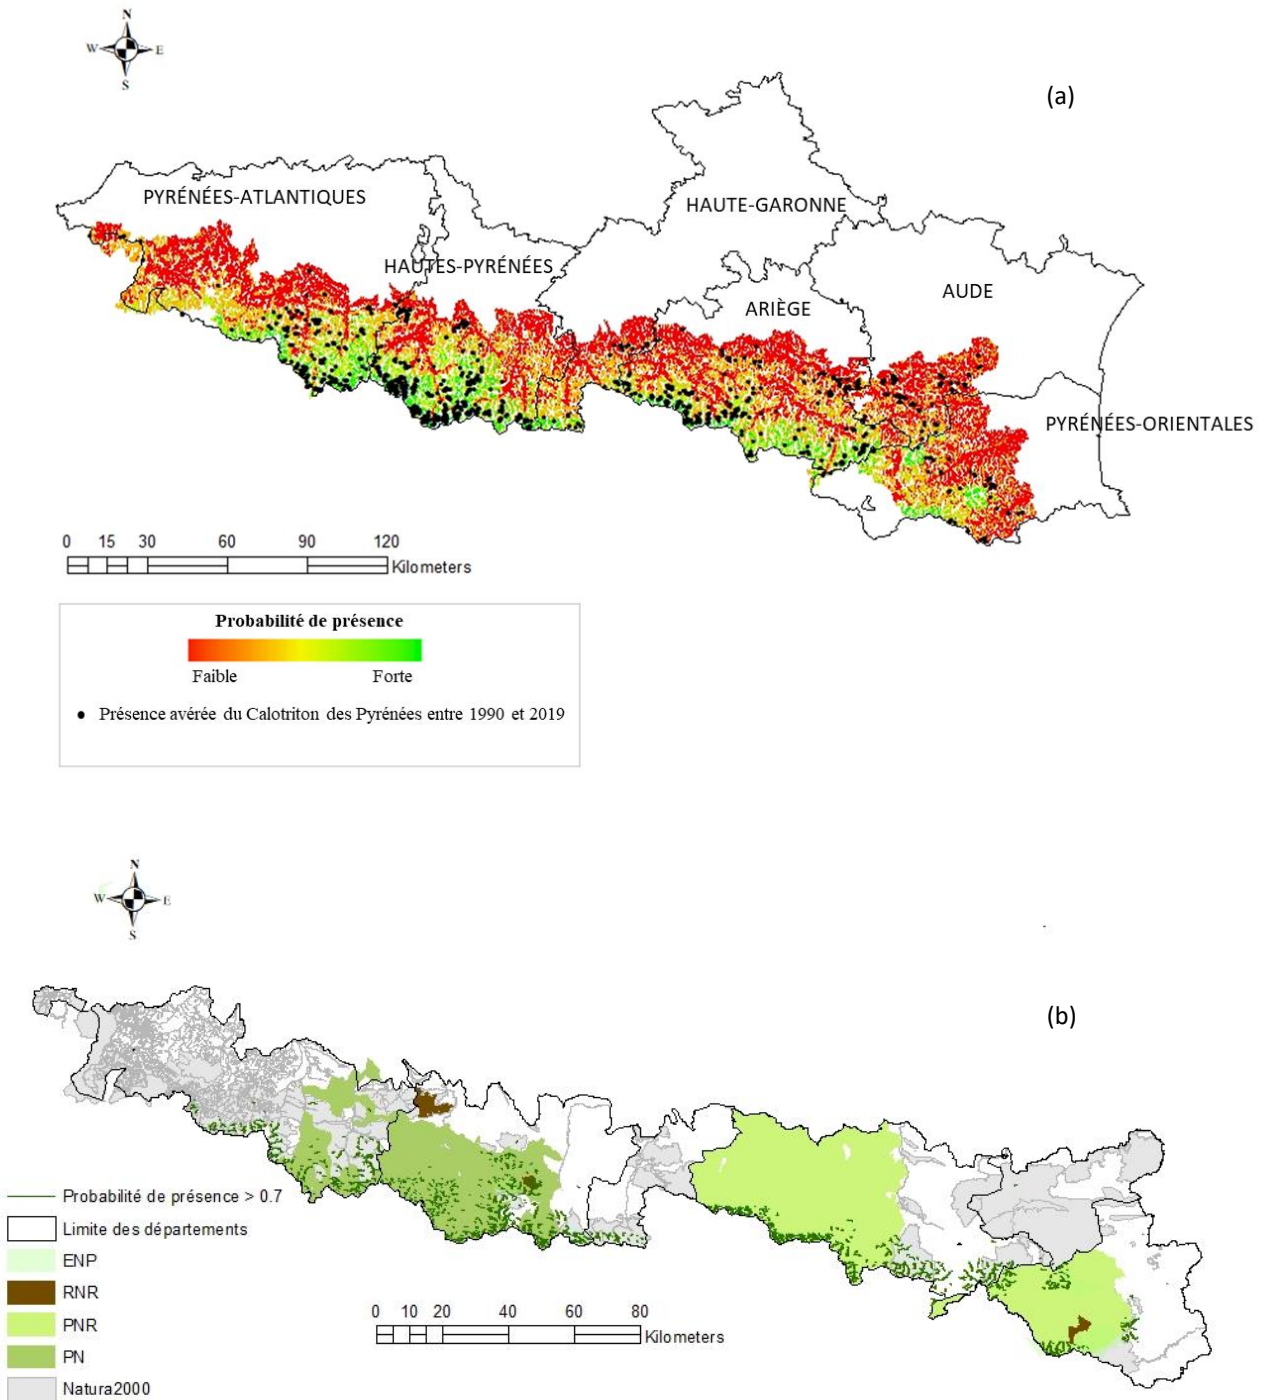 N
W E
S
(a)
PYRÉNÉES-ATLANTIQUES
HAUTE-GARONNE
HAUTES-PYRÉNÉES
AUDE
ARIÈGE
PYRÉNÉES-ORIENTALES
0 15 30 60 90 120
Kilometers
Probabilité de présence
Faible Forte
Présence avérée du Calotriton des Pyrénées entre 1990 et 2019
N
W E
S
(b)
Probabilité de présence > 0.7
Limite des départements
ENP
RNR
PNR
PN
Natura2000
0 10 20 40 60 80
Kilometers